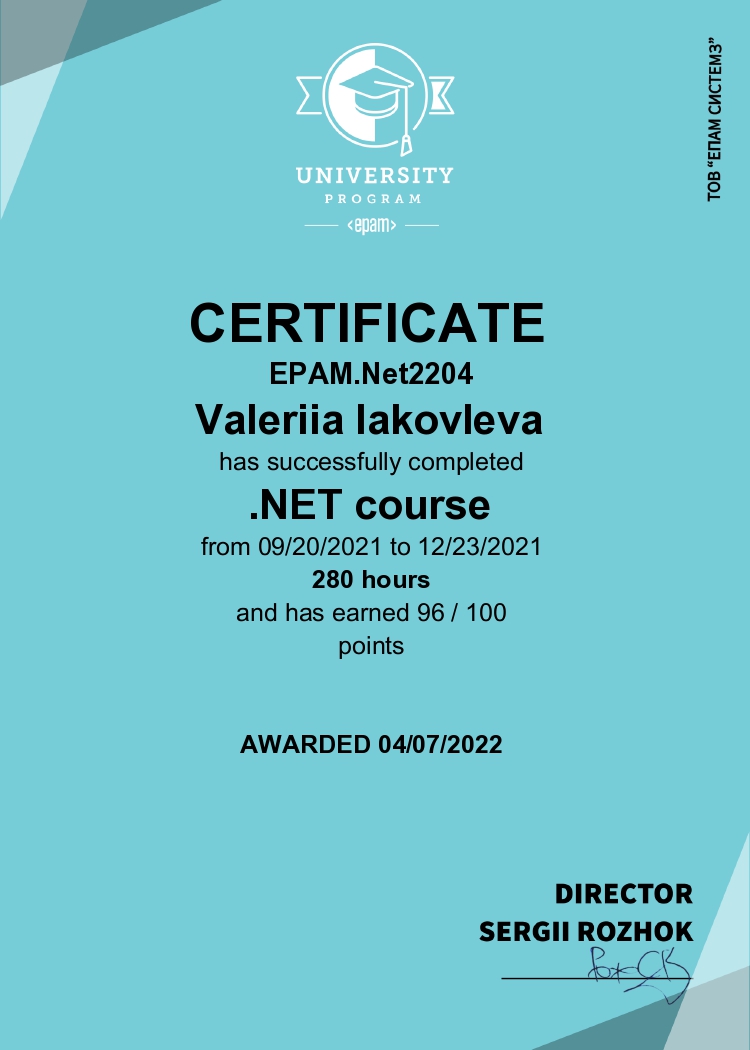 ТОВ “ЕПАМ СИСТЕМЗ”
UNIVERSITY
PROGRAM
<epam>
CERTIFICATE
EPAM.Net2204
Valeriia Iakovleva
has successfully completed
.NET course
from 09/20/2021 to 12/23/2021
280 hours
and has earned 96 / 100
points
AWARDED 04/07/2022
DIRECTOR
SERGII ROZHOK